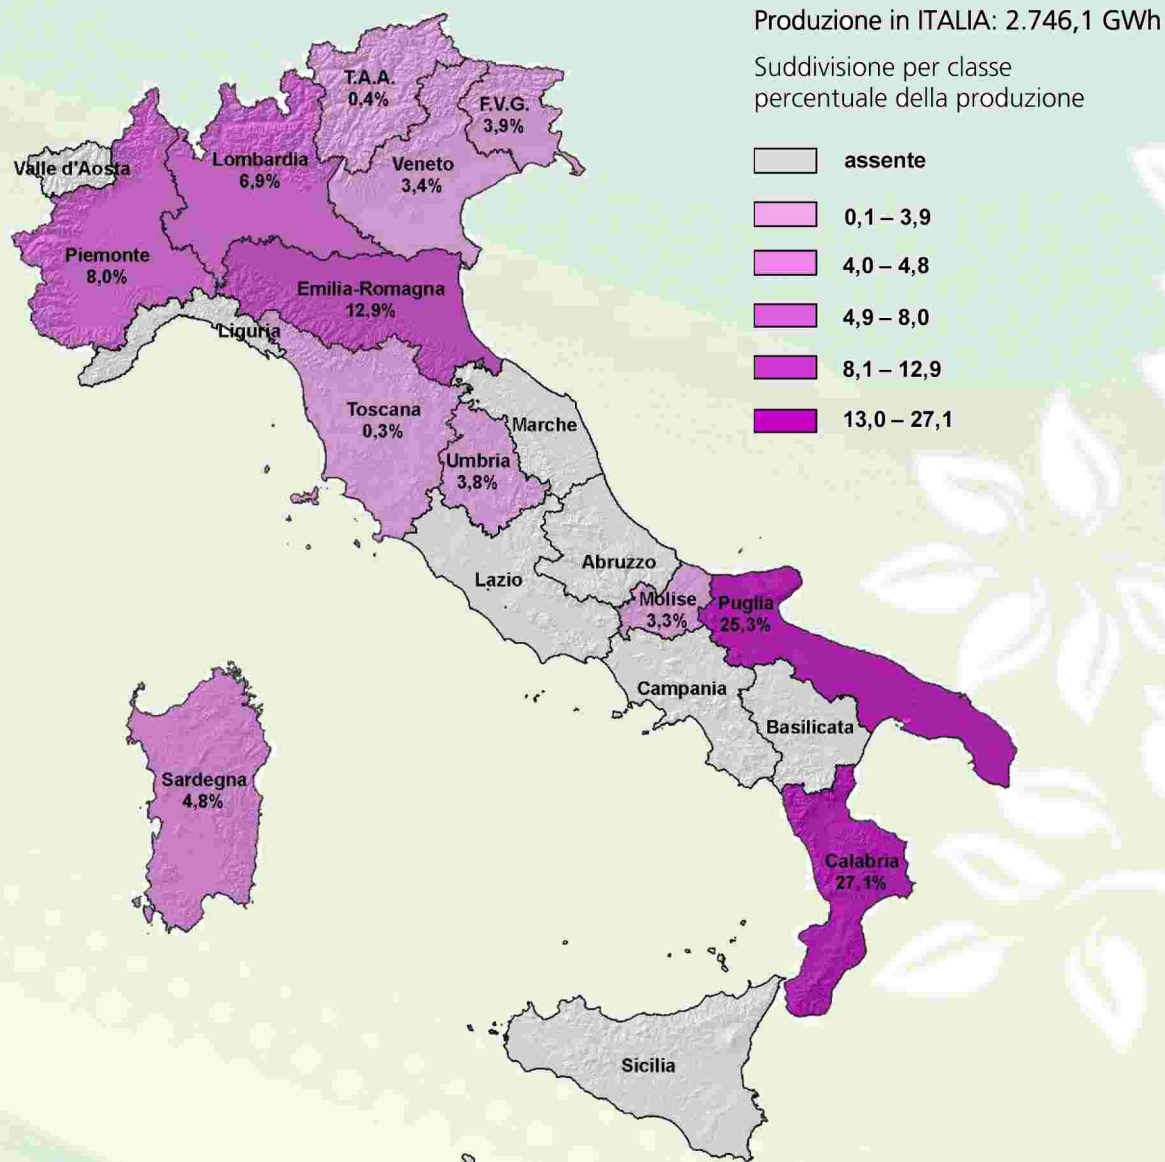 Produzione in ITALIA: 2.746,1 GWh
Suddivisione per classe
percentuale della produzione
assente
0,1 – 3,9
4,0 – 4,8
4,9 – 8,0
8,1 – 12,9
13,0 – 27,1
T.A.A.
0,4%
F.V.G.
3,9%
Valle d'Aosta
Lombardia
6,9%
Veneto
3,4%
Piemonte
8,0%
Emilia-Romagna
12,9%
Liguria
Toscana
0,3%
Marche
Umbria
3,8%
Abruzzo
Lazio
Molise
3,3%
Puglia
25,3%
Campania
Basilicata
Sardegna
4,8%
Calabria
27,1%
Sicilia